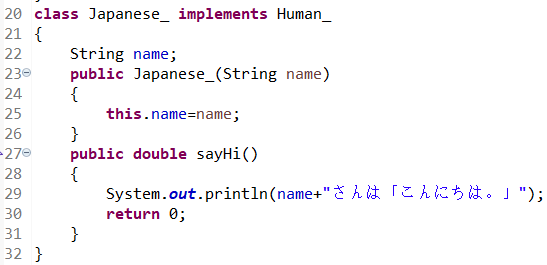 20 class Japanese_ implements Human_
21 {
22     String name;
23     public Japanese_(String name)
24     {
25         this.name=name;
26     }
27     public double sayHi()
28     {
29         System.out.println(name+"さんは「こんにちは。」");
30         return 0;
31     }
32 }